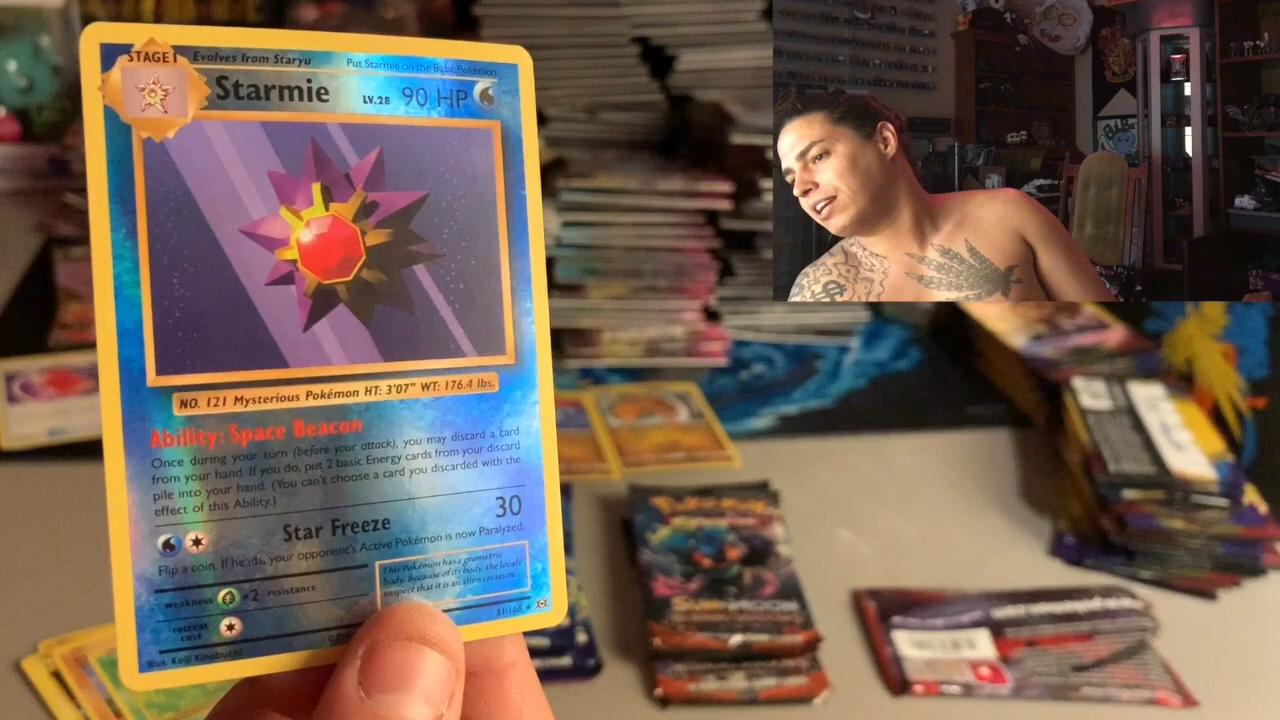 STAGE 1 Evolves from Staryu Put Starmie on the Basic Pokémon
Starmie LV.28 90 HP
NO. 121 Mysterious Pokémon HT: 3'07" WT: 176.4 lbs.
Ability: Space Beacon
Once during your turn (before your attack), you may discard a card
from your hand. If you do, put 2 basic Energy cards from your discard
pile into your hand. (You can't choose a card you discarded with the
effect of this Ability.)
Star Freeze 30
Flip a coin. If heads, your opponent's Active Pokémon is now Paralyzed.
This Pokémon has a geometric
body. Because of its body, the locals
suspect that it is an alien creature.
weakness ×2 resistance
31/108 ★
retreat
cost
Illus. Keiji Kinebuchi
Pokémon
SUN & MOON